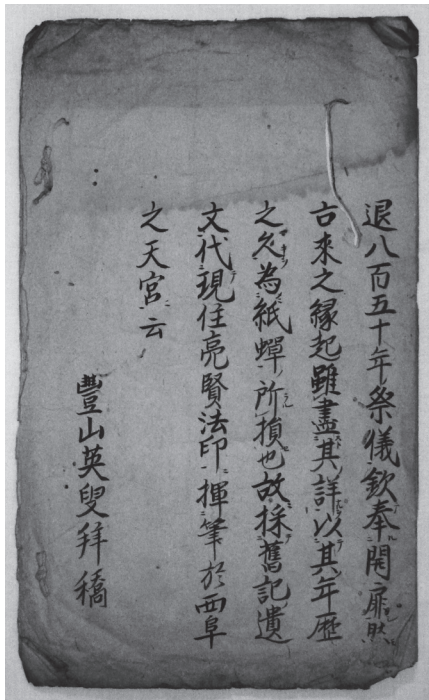 退八百五十年祭儀欽奉開扉然
古來之縁起雖盡其詳以其年歴
之久為紙蟫所損也故採舊記遺
文代現住亮賢法印揮筆於西阜
之天宮云
豐山英叟拜稿